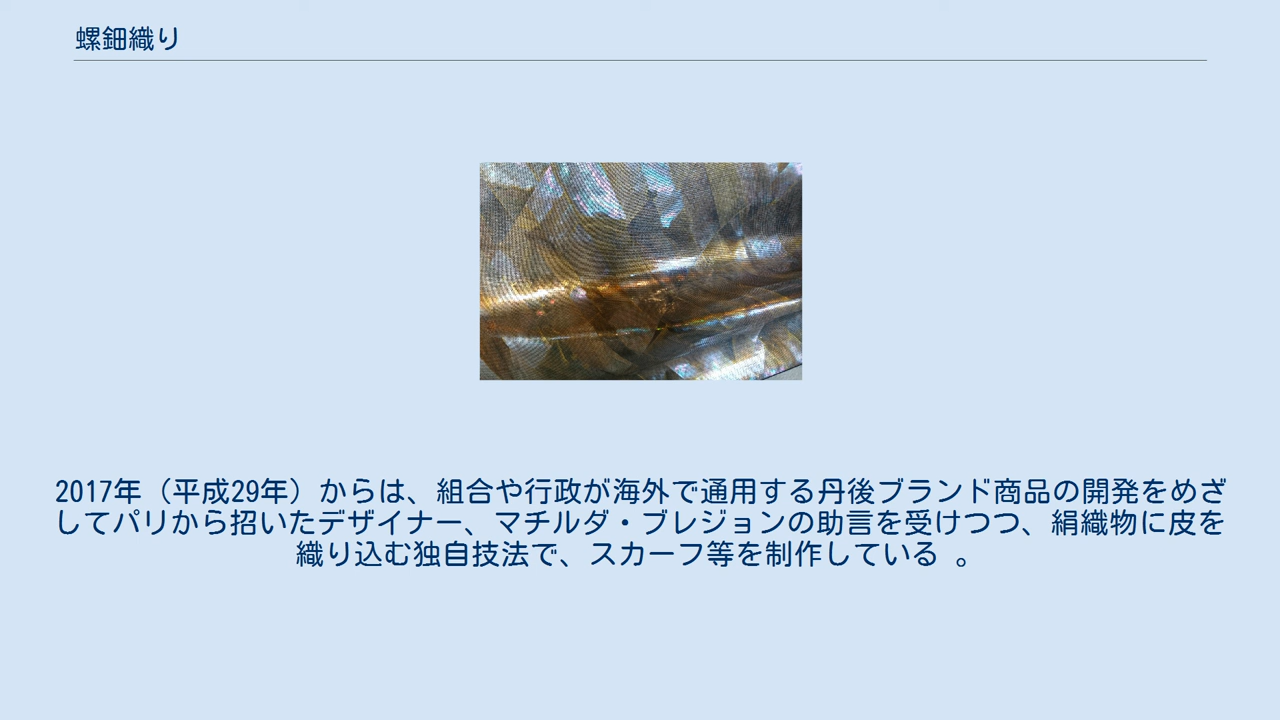 螺鈿織り
2017年（平成29年）からは、組合や行政が海外で通用する丹後ブランド商品の開発をめざ
してパリから招いたデザイナー、マチルダ・ブレジョンの助言を受けつつ、絹織物に皮を
織り込む独自技法で、スカーフ等を制作している 。